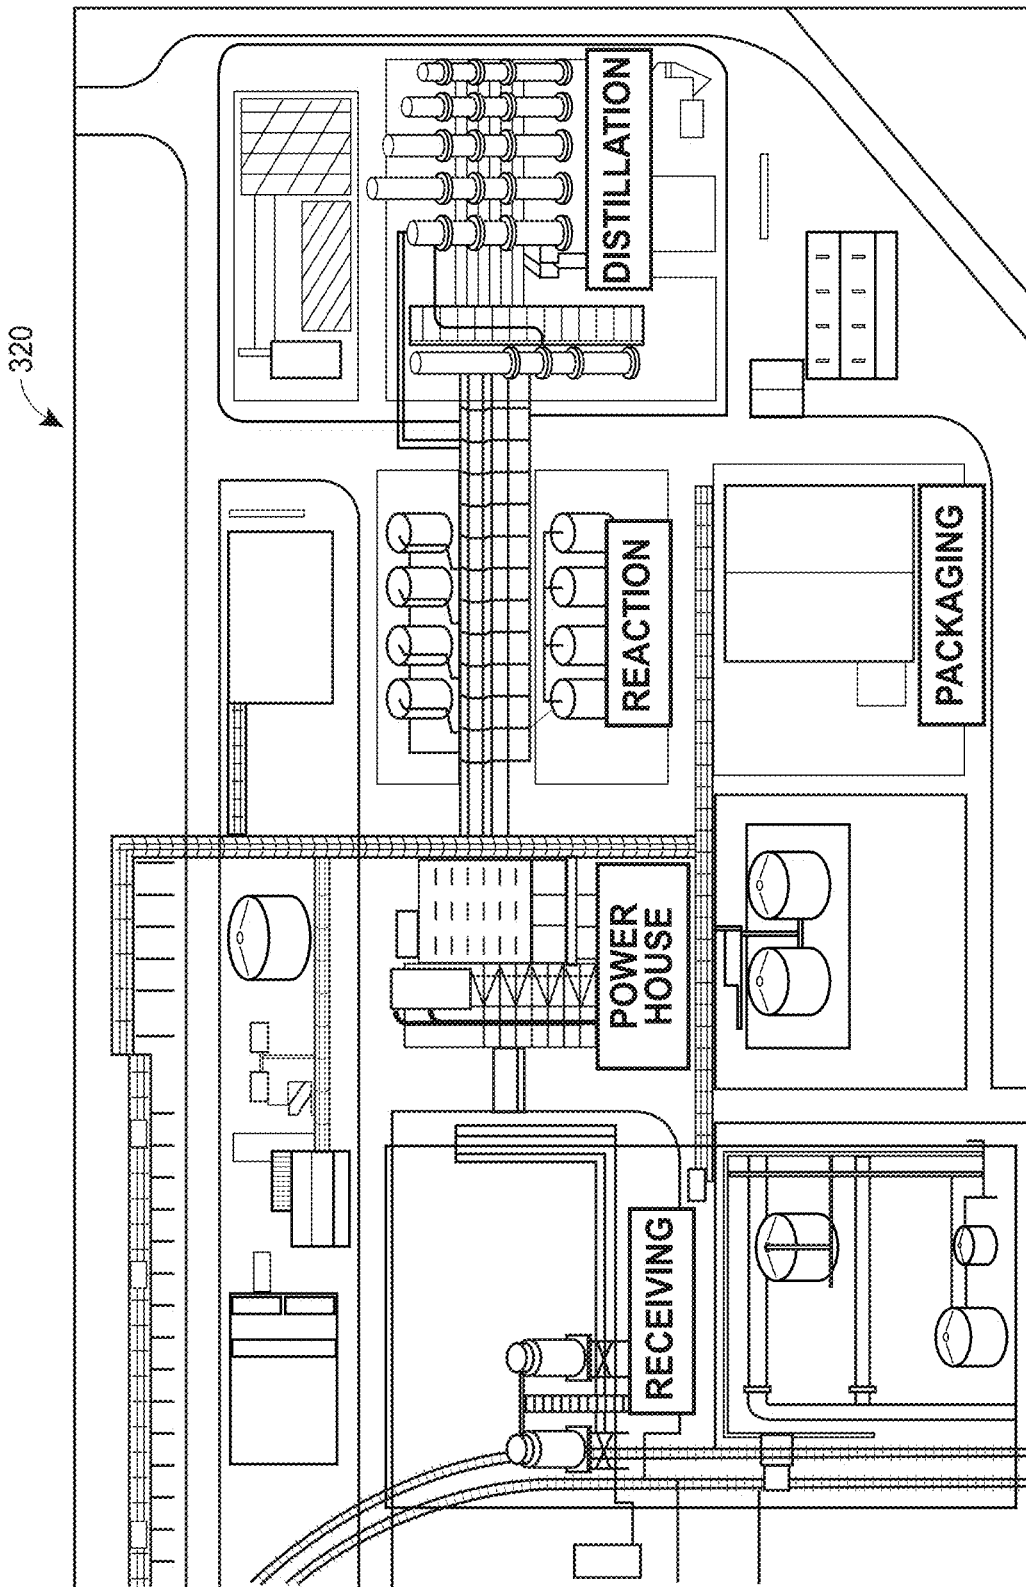 320
DISTILLATION
REACTION
PACKAGING
POWER
HOUSE
RECEIVING